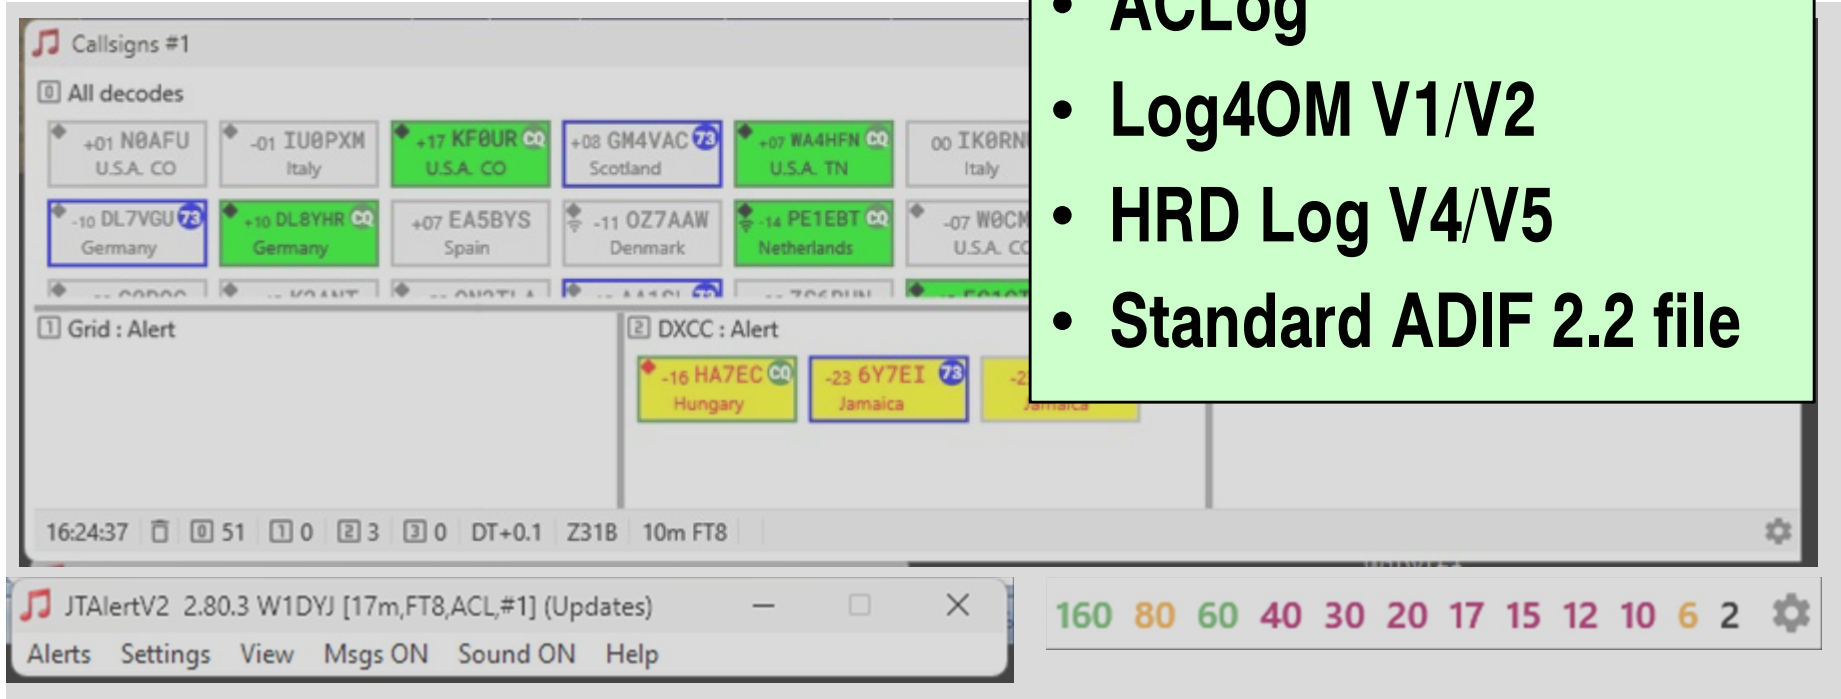 Callsigns #1
0 All decodes
+01 NØAFU
U.S.A. CO
-01 IUØPXM
Italy
+17 KFØUR CQ
U.S.A. CO
+08 GM4VAC 73
Scotland
+07 WA4HFN CQ
U.S.A. TN
00
Italy
-10 DL7VGU 73
Germany
+10 DL8YHR CQ
Germany
+07 EA5BYS
Spain
-11 OZ7AAW
Denmark
-14 PE1EBT CQ
Netherlands
-07
U.S.A.
1 Grid : Alert
2 DXCC : Alert
-16 HA7EC CQ
Hungary
-23 6Y7EI 73
Jamaica
Jamaica
16:24:37 0 51 1 0 2 3 3 0 DT+0.1 Z31B 10m FT8
• ACLog
• Log4OM V1/V2
• HRD Log V4/V5
• Standard ADIF 2.2 file
JTAlertV2 2.80.3 W1DYJ [17m,FT8,ACL,#1] (Updates)
Alerts Settings View Msgs ON Sound ON Help
160 80 60 40 30 20 17 15 12 10 6 2